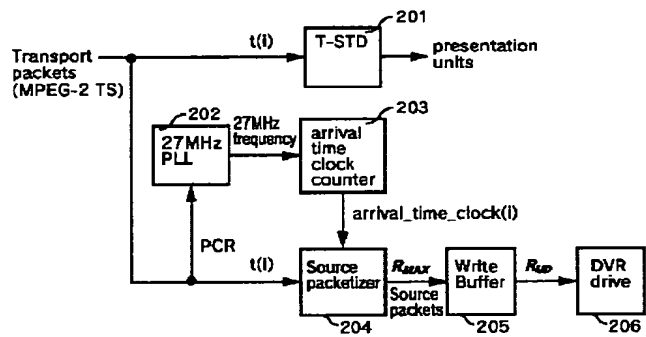 201
t(i)
T-STD
presentation
units
Transport
packets
(MPEG-2 TS)
202
27MHz
PLL
27MHz
frequency
203
arrival
time
clock
counter
arrival_time_clock(i)
PCR
t(i)
Source
packetizer
204
RMAX
Source
packets
Write
Buffer
205
RUD
DVR
drive
206